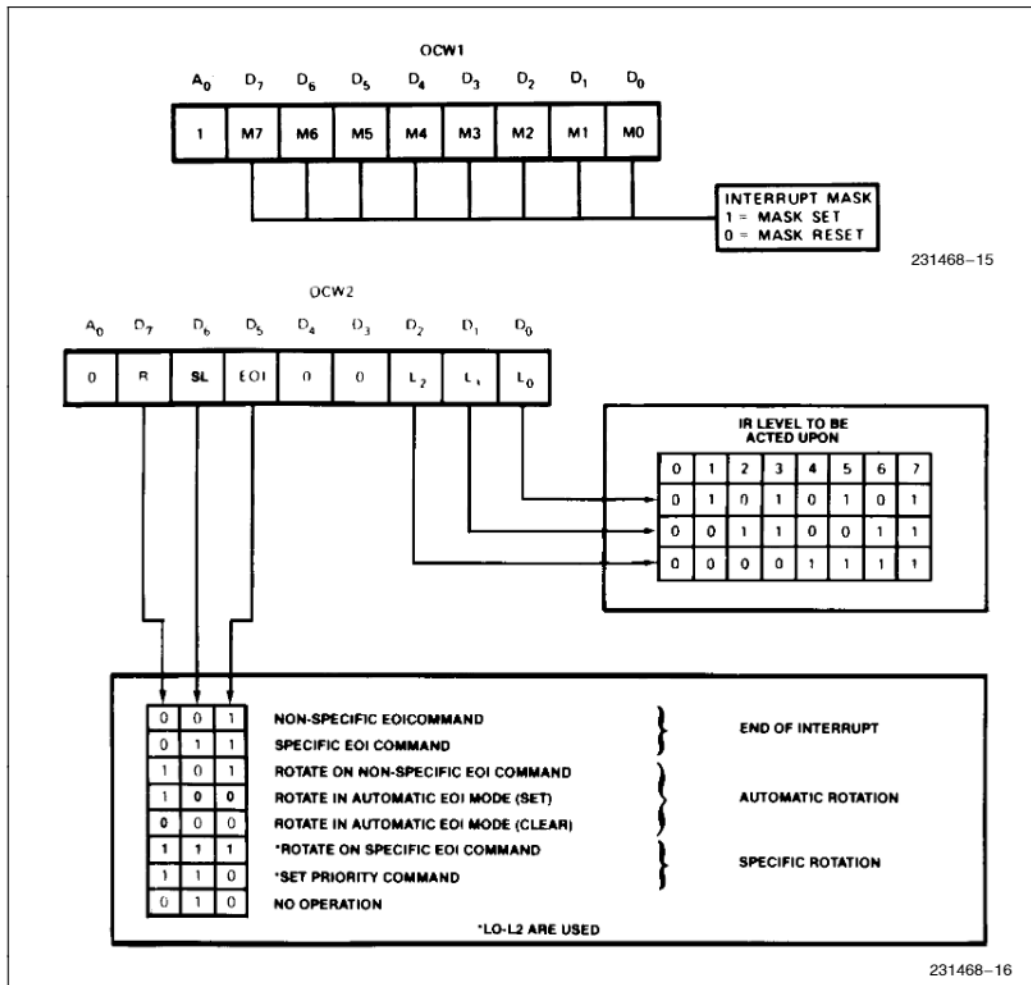 OCW1
A0 D7 D6 D5 D4 D3 D2 D1 D0
1 M7 M6 M5 M4 M3 M2 M1 M0
INTERRUPT MASK
1 = MASK SET
0 = MASK RESET
231468–15
OCW2
A0 D7 D6 D5 D4 D3 D2 D1 D0
0 R SL EOI 0 0 L2 L1 L0
IR LEVEL TO BE
ACTED UPON
0 1 2 3 4 5 6 7
0 1 0 1 0 1 0 1
0 0 1 1 0 0 1 1
0 0 0 0 1 1 1 1
0 0 1 NON-SPECIFIC EOICOMMAND
0 1 1 SPECIFIC EOI COMMAND
END OF INTERRUPT
1 0 1 ROTATE ON NON-SPECIFIC EOI COMMAND
1 0 0 ROTATE IN AUTOMATIC EOI MODE (SET)
0 0 0 ROTATE IN AUTOMATIC EOI MODE (CLEAR)
AUTOMATIC ROTATION
1 1 1 *ROTATE ON SPECIFIC EOI COMMAND
1 1 0 *SET PRIORITY COMMAND
SPECIFIC ROTATION
0 1 0 NO OPERATION
*LO-L2 ARE USED
231468–16